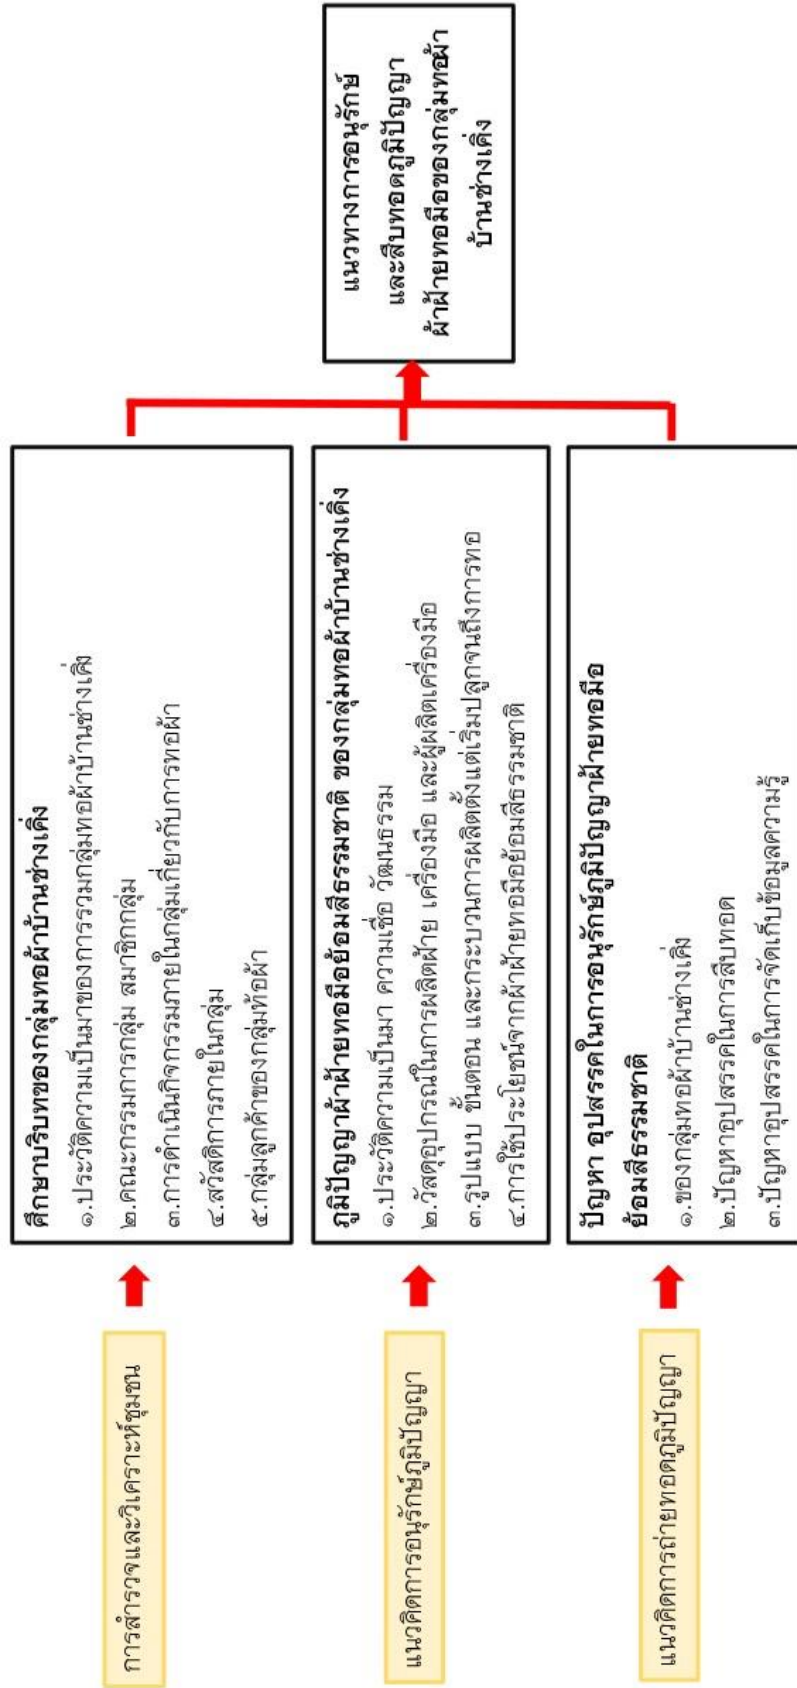 การสำรวจและวิเคราะห์ชุมชน
ศึกษาบริบทของกลุ่มทอผ้าบ้านช่างเคิ่ง
๑.ประวัติความเป็นมาของการรวมกลุ่มทอผ้าบ้านช่างเคิ่ง
๒.คณะกรรมการกลุ่ม สมาชิกกลุ่ม
๓.การดำเนินกิจกรรมภายในกลุ่มเกี่ยวกับการทอผ้า
๔.สวัสดิการภายในกลุ่ม
๕.กลุ่มลูกค้าของกลุ่มท้อผ้า
แนวคิดการอนุรักษ์ภูมิปัญญา
ภูมิปัญญาผ้าฝ้ายทอมือย้อมสีธรรมชาติ ของกลุ่มทอผ้าบ้านช่างเคิ่ง
๑.ประวัติความเป็นมา ความเชื่อ วัฒนธรรม
๒.วัสดุอุปกรณ์ในการผลิตฝ้าย เครื่องมือ และผู้ผลิตเครื่องมือ
๓.รูปแบบ ขั้นตอน และกระบวนการผลิตตั้งแต่เริ่มปลูกจนถึงการทอ
๔.การใช้ประโยชน์จากผ้าฝ้ายทอมือย้อมสีธรรมชาติ
แนวคิดการถ่ายทอดภูมิปัญญา
ปัญหา อุปสรรคในการอนุรักษ์ภูมิปัญญาฝ้ายทอมือ
ย้อมสีธรรมชาติ
๑.ของกลุ่มทอผ้าบ้านช่างเคิ่ง
๒.ปัญหาอุปสรรคในการสืบทอด
๓.ปัญหาอุปสรรคในการจัดเก็บข้อมูลความรู้
แนวทางการอนุรักษ์
และสืบทอดภูมิปัญญา
ผ้าฝ้ายทอมือของกลุ่มทอผ้า
บ้านช่างเคิ่ง